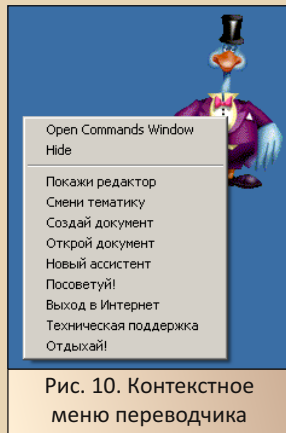 Open Commands Window
Hide
Покажи редактор
Смени тематику
Создай документ
Открой документ
Новый ассистент
Посоветуй!
Выход в Интернет
Техническая поддержка
Отдыхай!
Рис. 10. Контекстное
меню переводчика